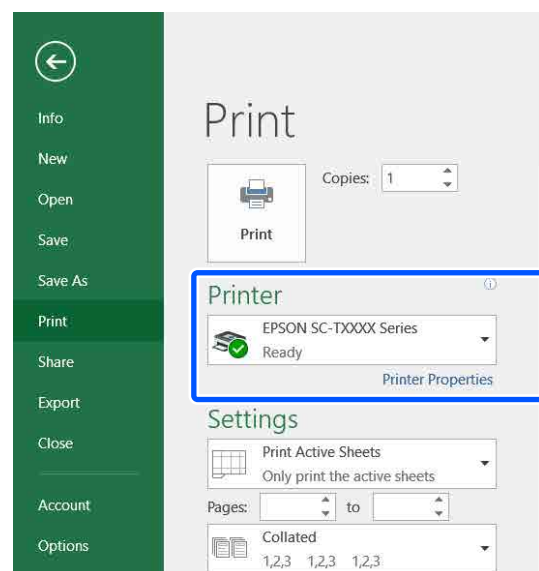 Info
New
Open
Save
Save As
Print
Share
Export
Close
Account
Options
Print
Copies: 1
Print
Printer
EPSON SC-TXXXX Series
Ready
Printer Properties
Settings
Print Active Sheets
Only print the active sheets
Pages: to
Collated
1,2,3 1,2,3 1,2,3